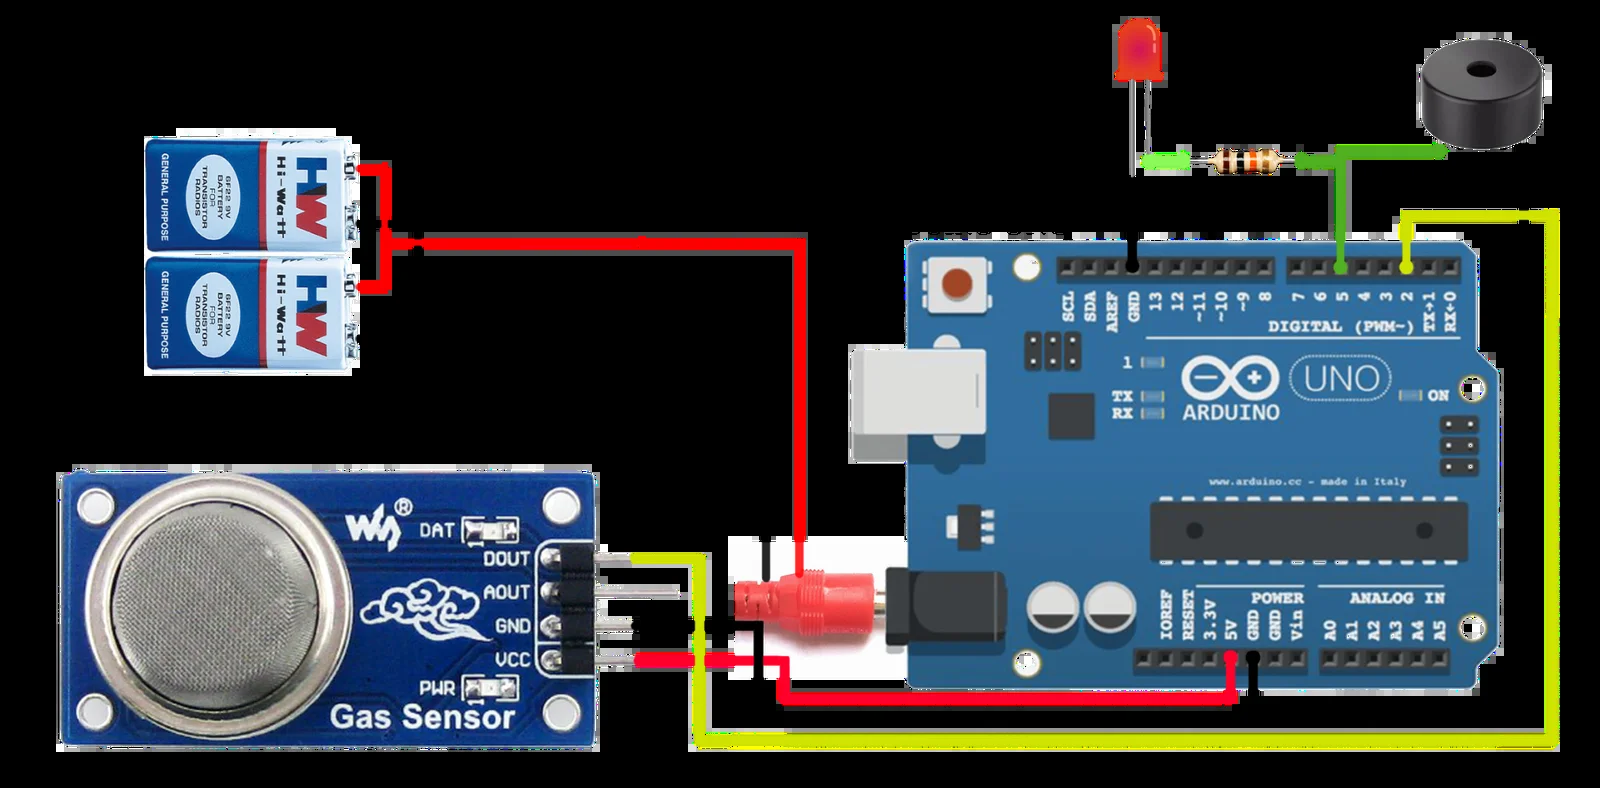 GENERAL PURPOSE
6F22 9V
BATTERY
FOR
TRANSISTOR
RADIOS
Hi-Watt
HW
GENERAL PURPOSE
6F22 9V
BATTERY
FOR
TRANSISTOR
RADIOS
Hi-Watt
HW
SCL
SDA
AREF
GND
13
12
~11
~10
~9
8
7
6
5
4
3
2
TX→1
RX←0
DIGITAL (PWM~)
1
TX
RX
ARDUINO
UNO
ON
www.arduino.cc - made in Italy
POWER
ANALOG IN
IOREF
RESET
3.3V
5V
GND
GND
Vin
A0
A1
A2
A3
A4
A5
®
DAT
DOUT
AOUT
GND
VCC
PWR
Gas Sensor